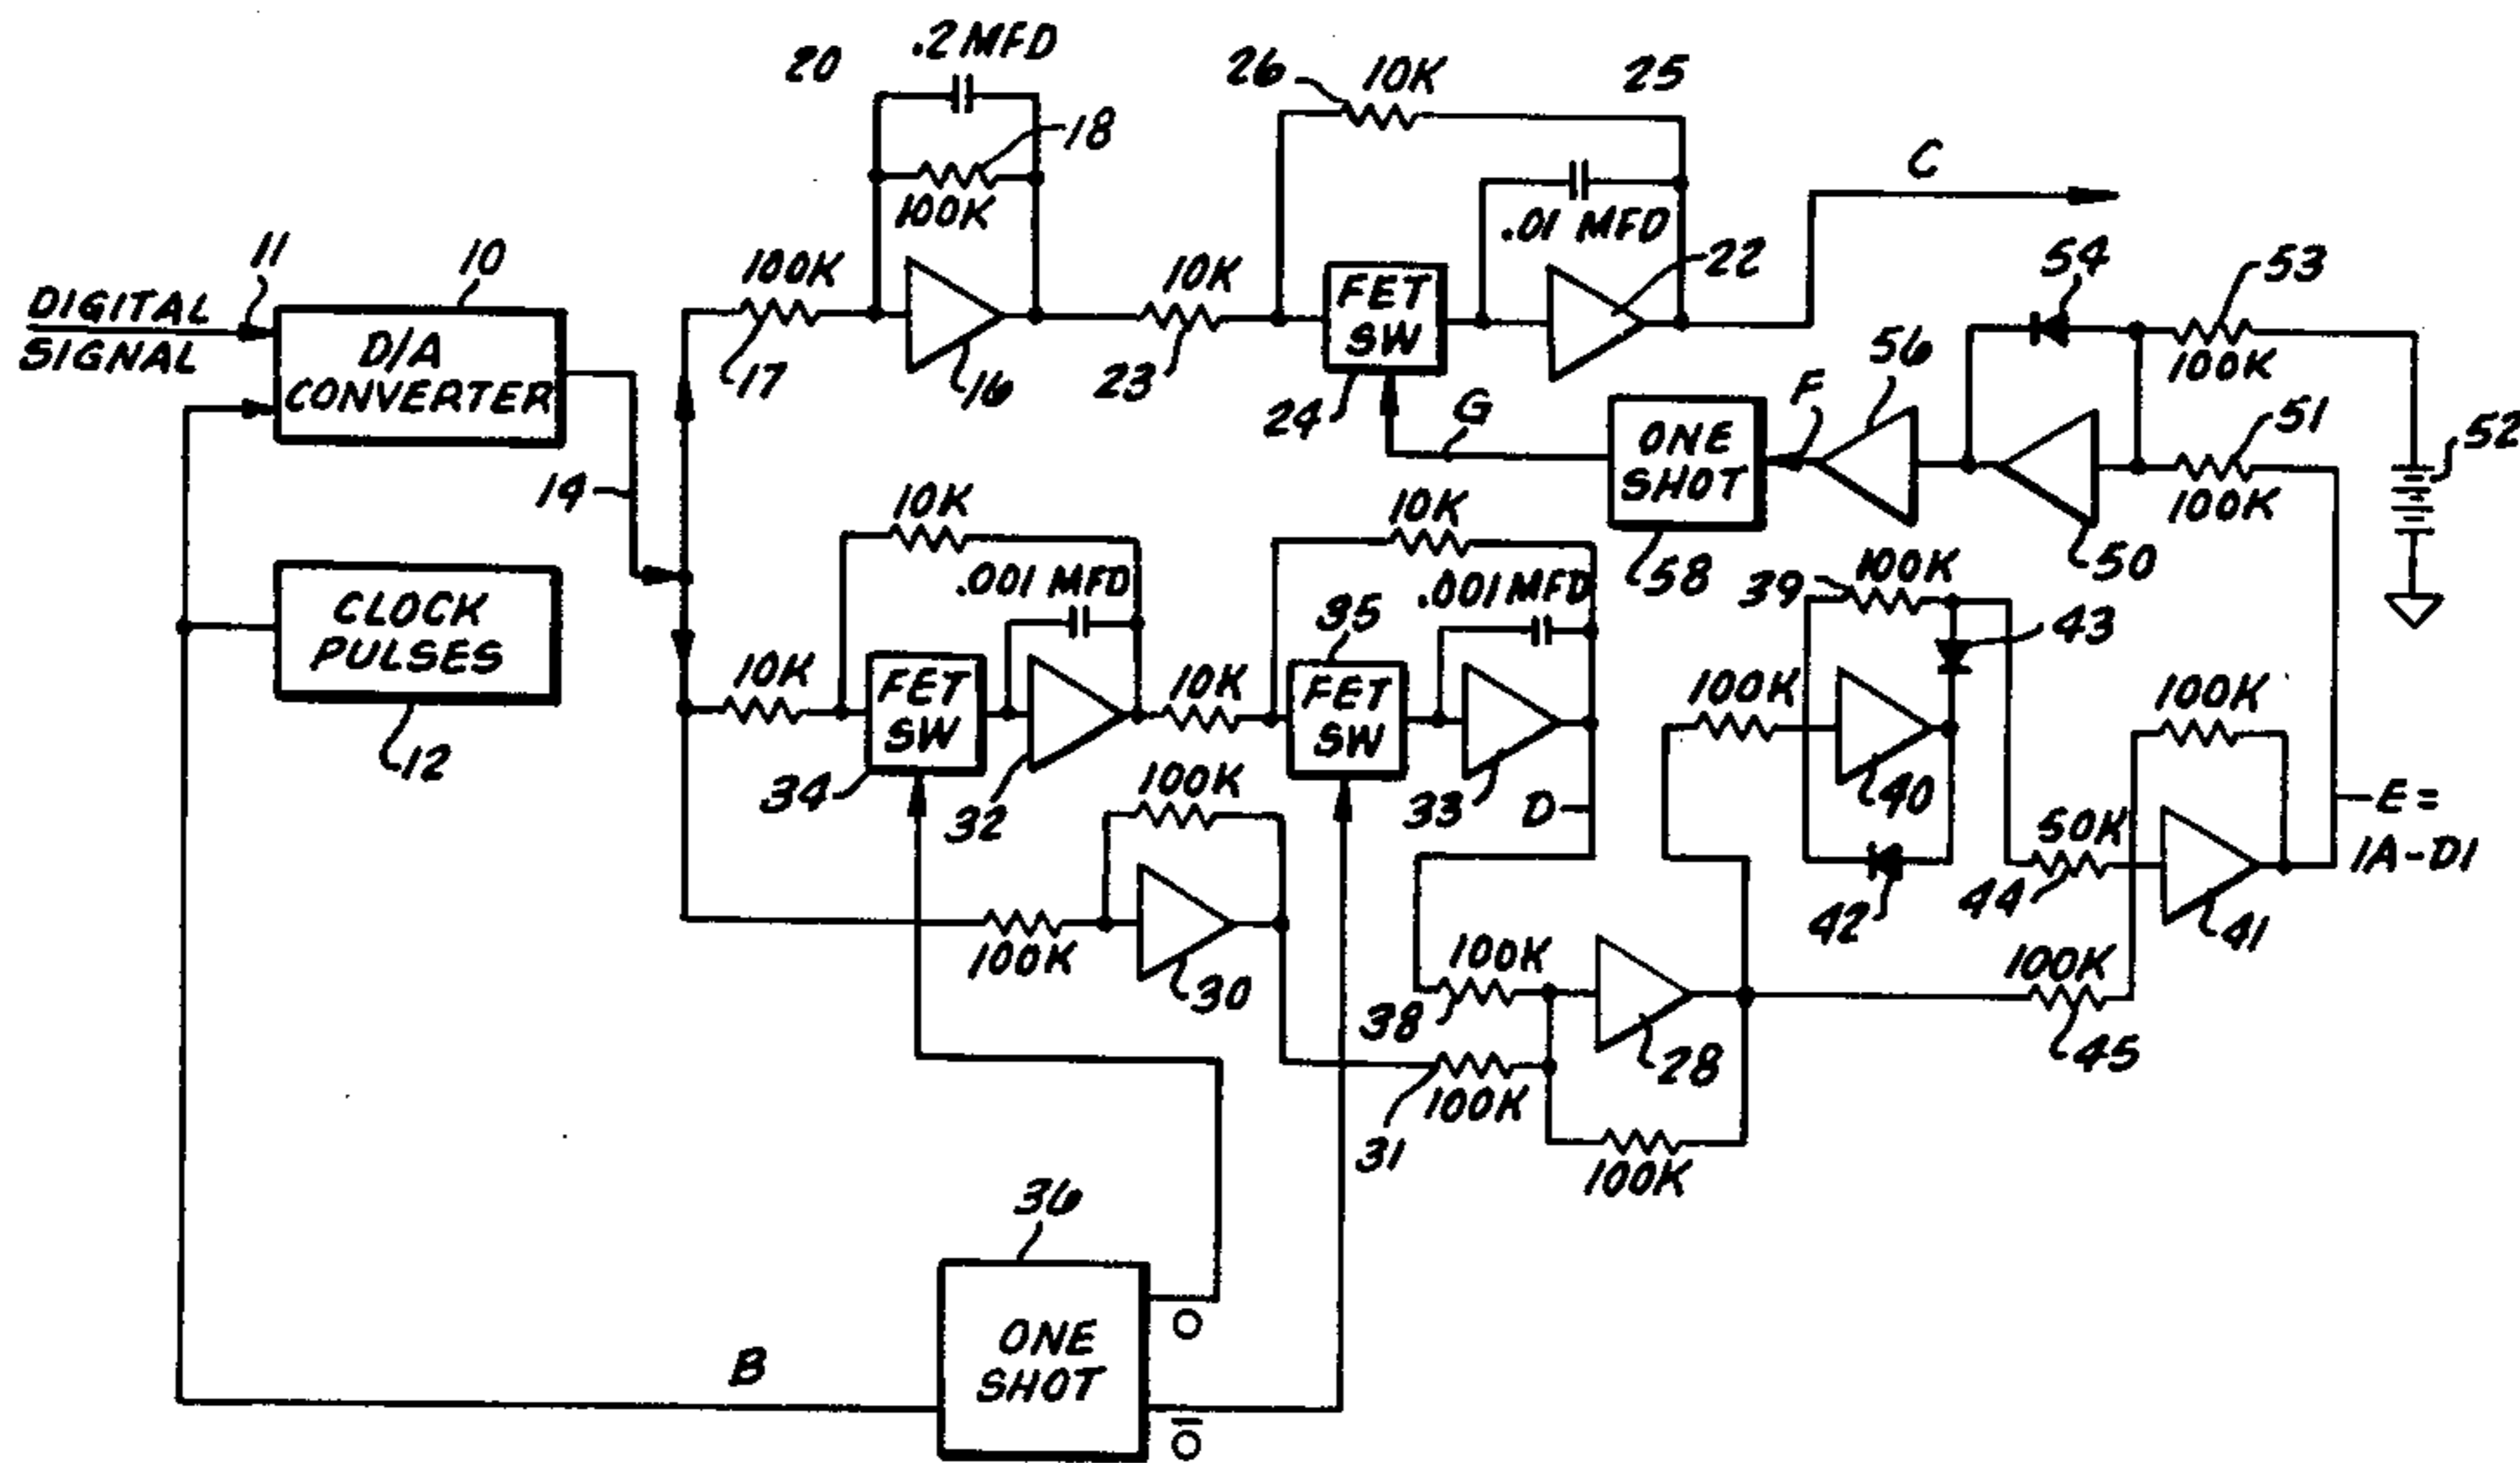 20
.2 MFD
18
100K
26
10K
25
C
11
DIGITAL
SIGNAL
10
D/A
CONVERTER
100K
17
16
10K
23
FET
SW
24
.01 MFD
22
G
ONE
SHOT
58
F
56
54
53
100K
51
100K
52
50
14
CLOCK
PULSES
12
10K
.001 MFD
10K
FET
SW
34
32
10K
.001 MFD
35
10K
FET
SW
33
D
39
100K
43
100K
40
42
100K
50K
44
41
E =
|A-D|
100K
100K
30
100K
38
31
100K
28
100K
100K
45
36
ONE
SHOT
B
O
O̅